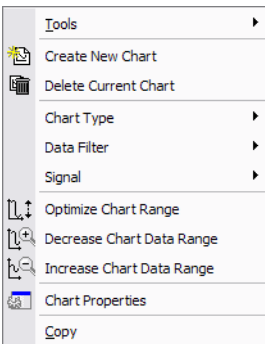 Tools
Create New Chart
Delete Current Chart
Chart Type
Data Filter
Signal
Optimize Chart Range
Decrease Chart Data Range
Increase Chart Data Range
Chart Properties
Copy